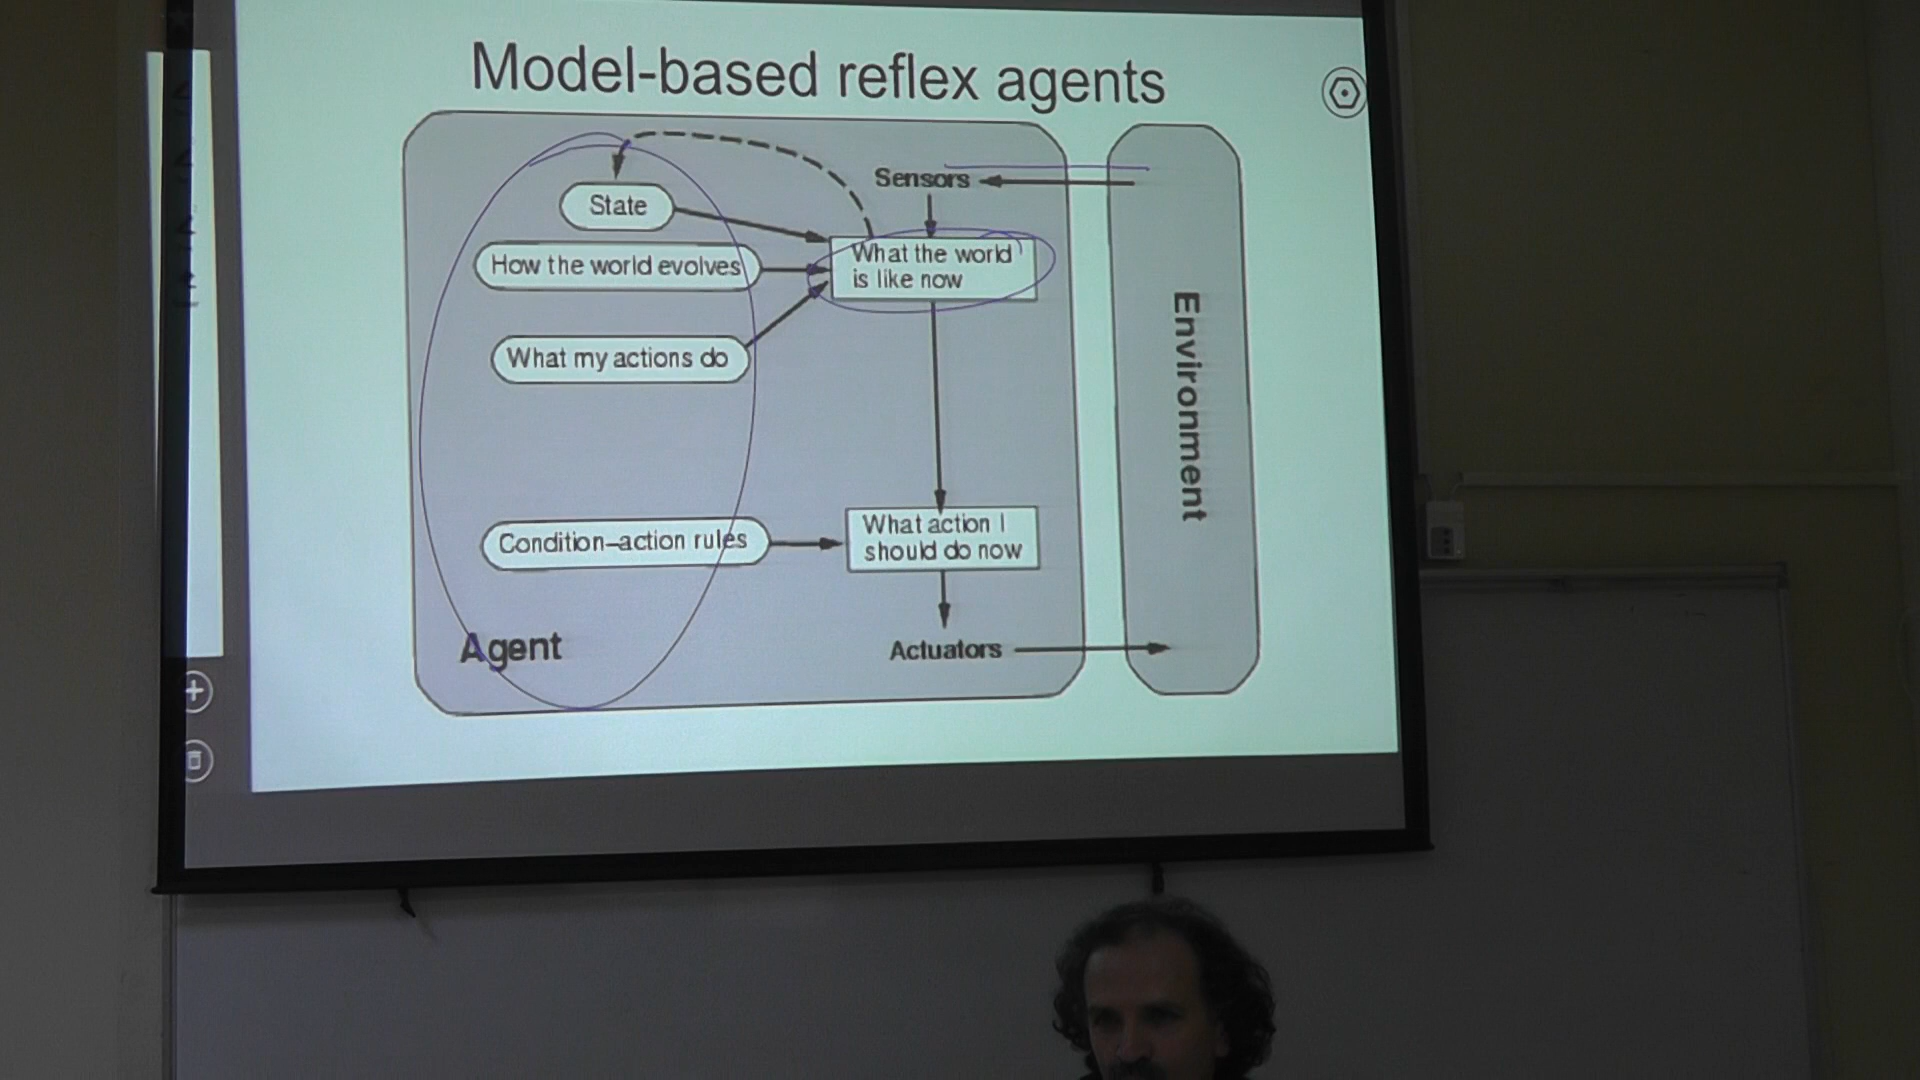 Model-based reflex agents
Sensors
State
What the world
is like now
How the world evolves
What my actions do
Condition–action rules
What action I
should do now
Agent
Actuators
Environment